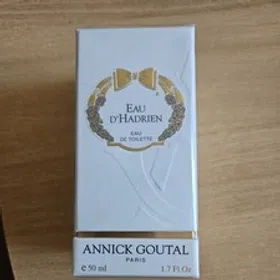 EAU
D'HADRIEN
EAU
DE TOILETTE
ANNICK GOUTAL
PARIS
e 50 ml 1.7 Fl.Oz